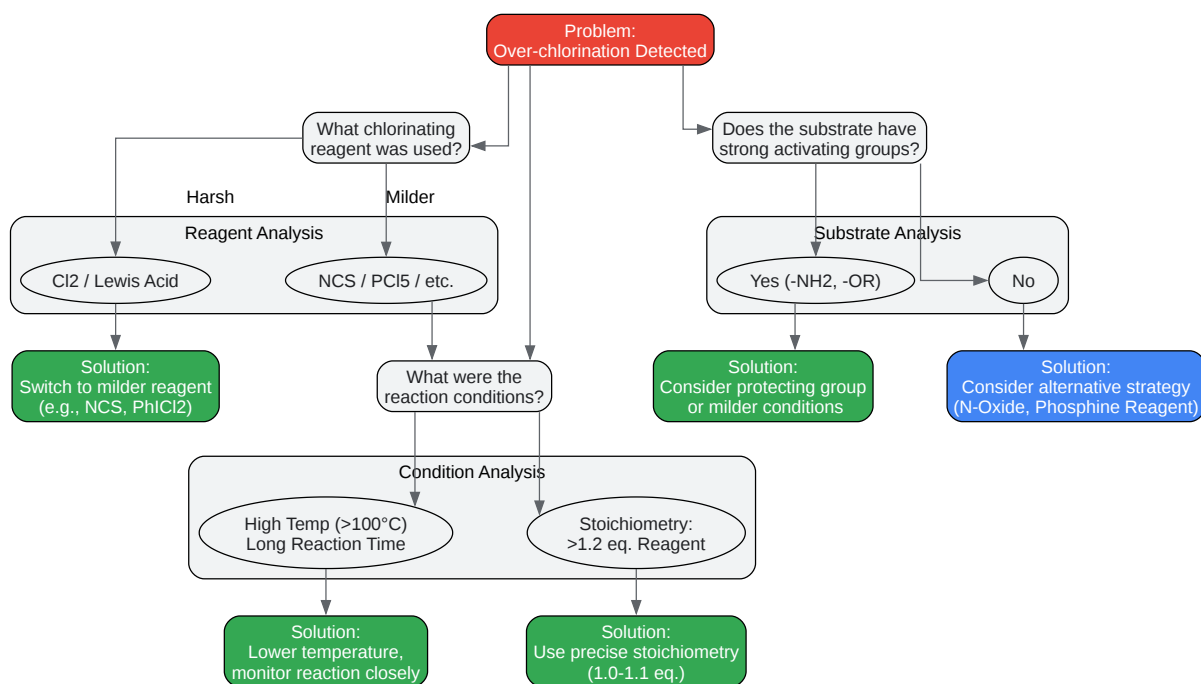 Problem:
Over-chlorination Detected
What chlorinating
reagent was used?
Does the substrate have
strong activating groups?
Harsh
Milder
Reagent Analysis
Substrate Analysis
Cl2 / Lewis Acid
NCS / PCl5 / etc.
Yes (-NH2, -OR)
No
Solution:
Switch to milder reagent
(e.g., NCS, PhICl2)
What were the
reaction conditions?
Solution:
Consider protecting group
or milder conditions
Solution:
Consider alternative strategy
(N-Oxide, Phosphine Reagent)
Condition Analysis
High Temp (>100°C)
Long Reaction Time
Stoichiometry:
>1.2 eq. Reagent
Solution:
Lower temperature,
monitor reaction closely
Solution:
Use precise stoichiometry
(1.0-1.1 eq.)